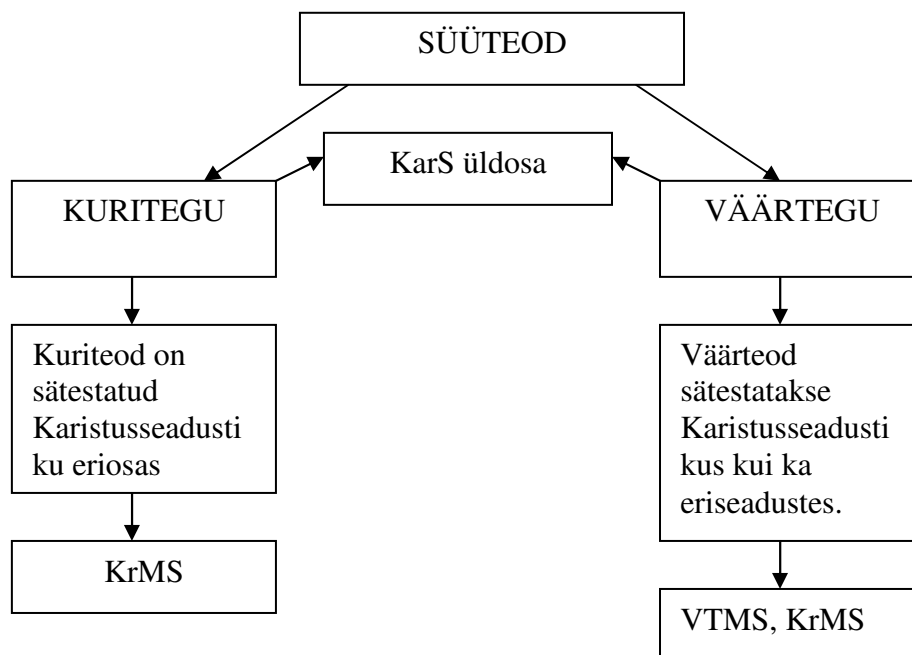 SÜÜTEOD
KarS üldosa
KURITEGU
VÄÄRTEGU
Kuriteod on
sätestatud
Karistusseadusti
ku eriosas
Väärteod
sätestatakse
Karistusseadusti
kus kui ka
eriseadustes.
KrMS
VTMS, KrMS